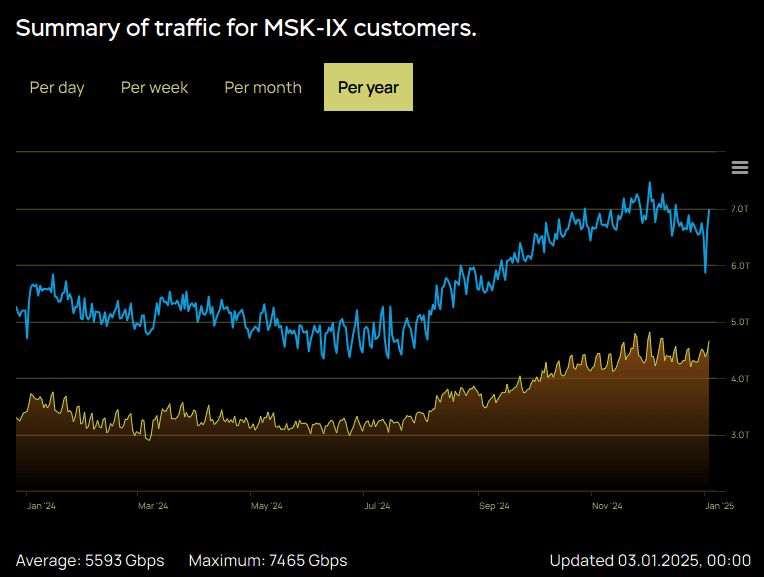 Summary of traffic for MSK-IX customers.
Per day Per week Per month Per year
7.0T
6.0T
5.0T
4.0T
3.0T
Jan '24 Mar '24 May '24 Jul '24 Sep '24 Nov '24 Jan '25
Average: 5593 Gbps Maximum: 7465 Gbps Updated 03.01.2025, 00:00